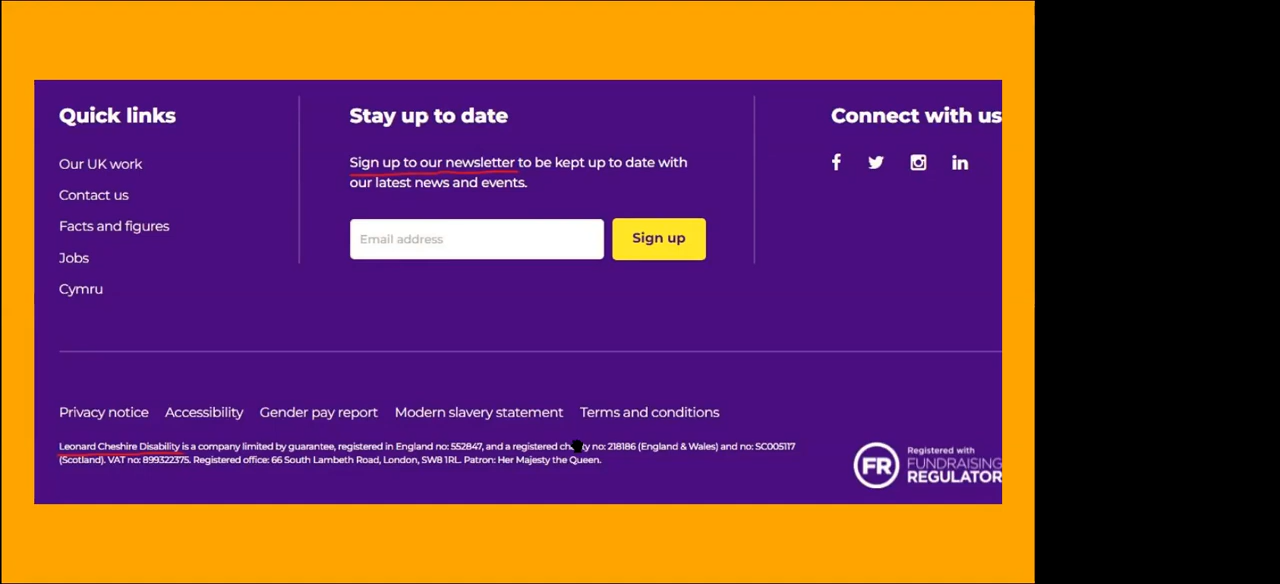 Quick links
Our UK work
Contact us
Facts and figures
Jobs
Cymru
Stay up to date
Sign up to our newsletter to be kept up to date with
our latest news and events.
Email address
Sign up
Connect with us
Privacy notice Accessibility Gender pay report Modern slavery statement Terms and conditions
Leonard Cheshire Disability is a company limited by guarantee, registered in England no: 552847, and a registered charity no: 218186 (England & Wales) and no: SC005117
(Scotland). VAT no: 899322375. Registered office: 66 South Lambeth Road, London, SW8 1RL. Patron: Her Majesty the Queen.
FR
Registered with
FUNDRAISING
REGULATOR